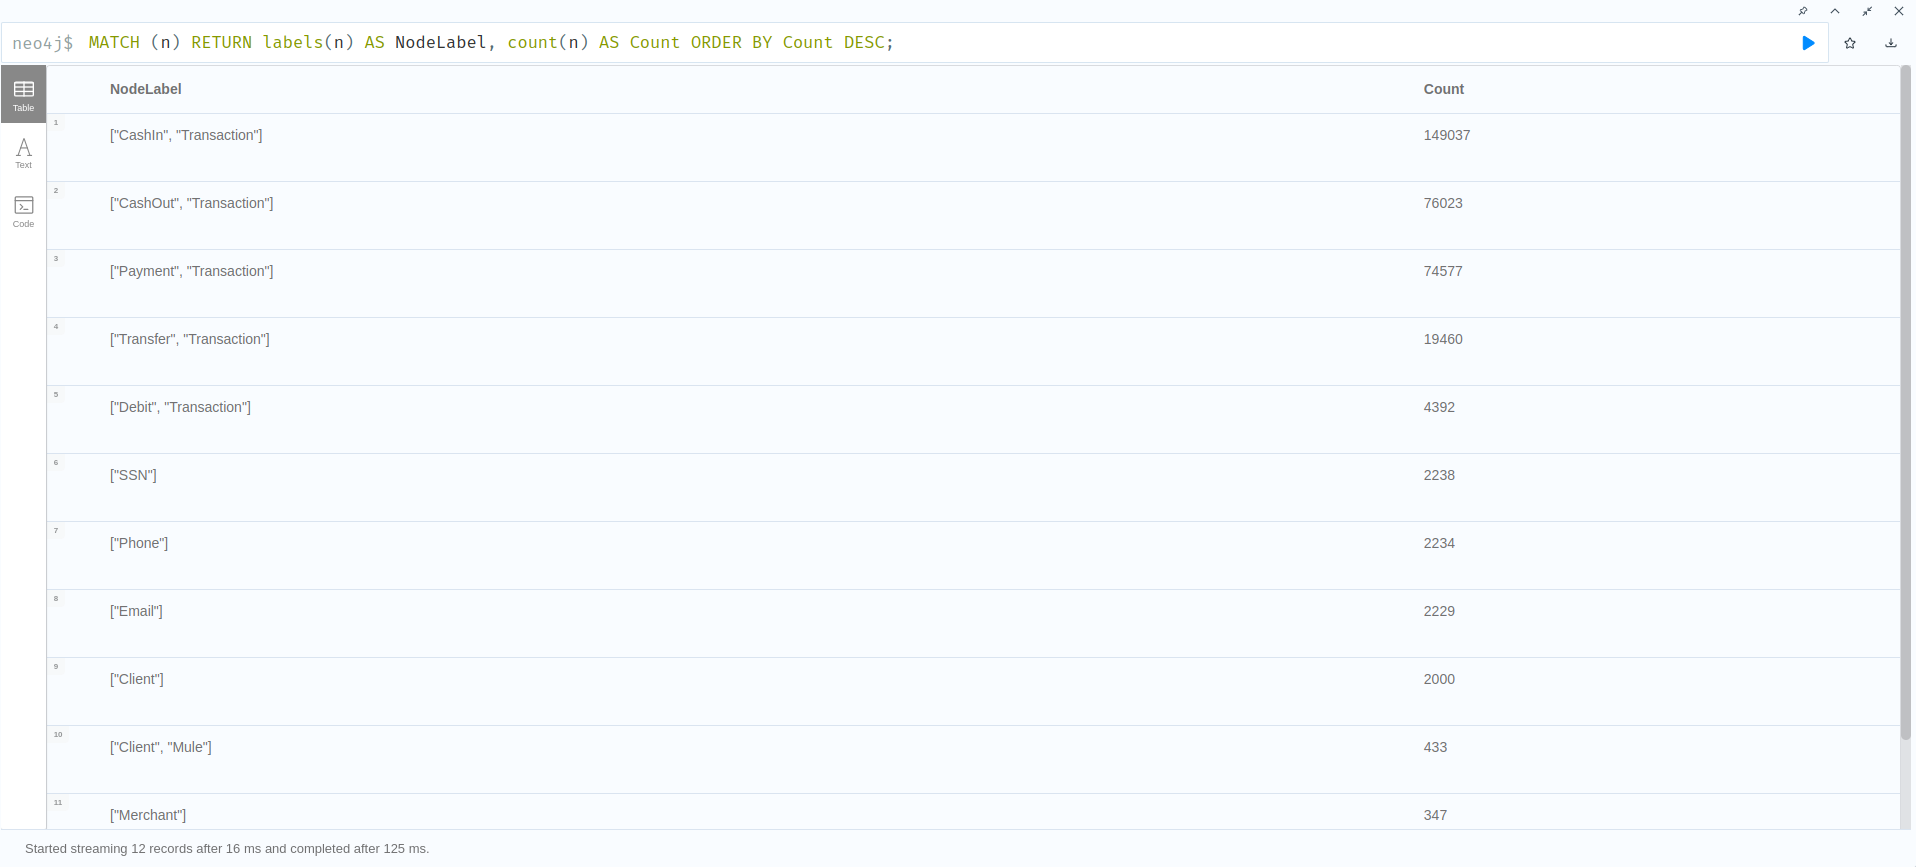 neo4j$ MATCH (n) RETURN labels(n) AS NodeLabel, count(n) AS Count ORDER BY Count DESC;
Table
Text
Code
NodeLabel Count
1 ["CashIn", "Transaction"] 149037
2 ["CashOut", "Transaction"] 76023
3 ["Payment", "Transaction"] 74577
4 ["Transfer", "Transaction"] 19460
5 ["Debit", "Transaction"] 4392
6 ["SSN"] 2238
7 ["Phone"] 2234
8 ["Email"] 2229
9 ["Client"] 2000
10 ["Client", "Mule"] 433
11 ["Merchant"] 347
Started streaming 12 records after 16 ms and completed after 125 ms.